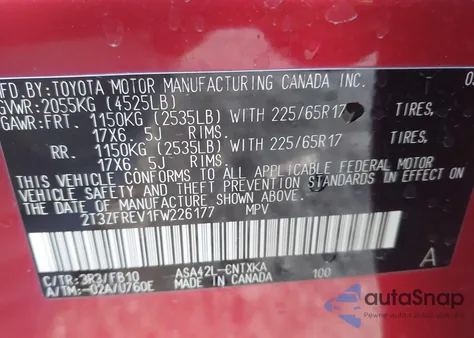 MFD.BY:TOYOTA MOTOR MANUFACTURING CANADA INC. 0
GVWR:2055KG (4525LB)
GAWR:FRT. 1150KG (2535LB) WITH 225/65R17 TIRES,
17X6. 5J RIMS.
RR. 1150KG (2535LB) WITH 225/65R17 TIRES,
17X6. 5J RIMS.
THIS VEHICLE CONFORMS TO ALL APPLICABLE FEDERAL MOTOR
VEHICLE SAFETY AND THEFT PREVENTION STANDARDS IN EFFECT
ON THE DATE OF MANUFACTURE SHOWN ABOVE.
2T3ZFREV1FW226177 MPV
C/TR:3R3/FB10 ASA42L-CNTXKA A
A/TM:-02A/U760E MADE IN CANADA 100
autoSnap